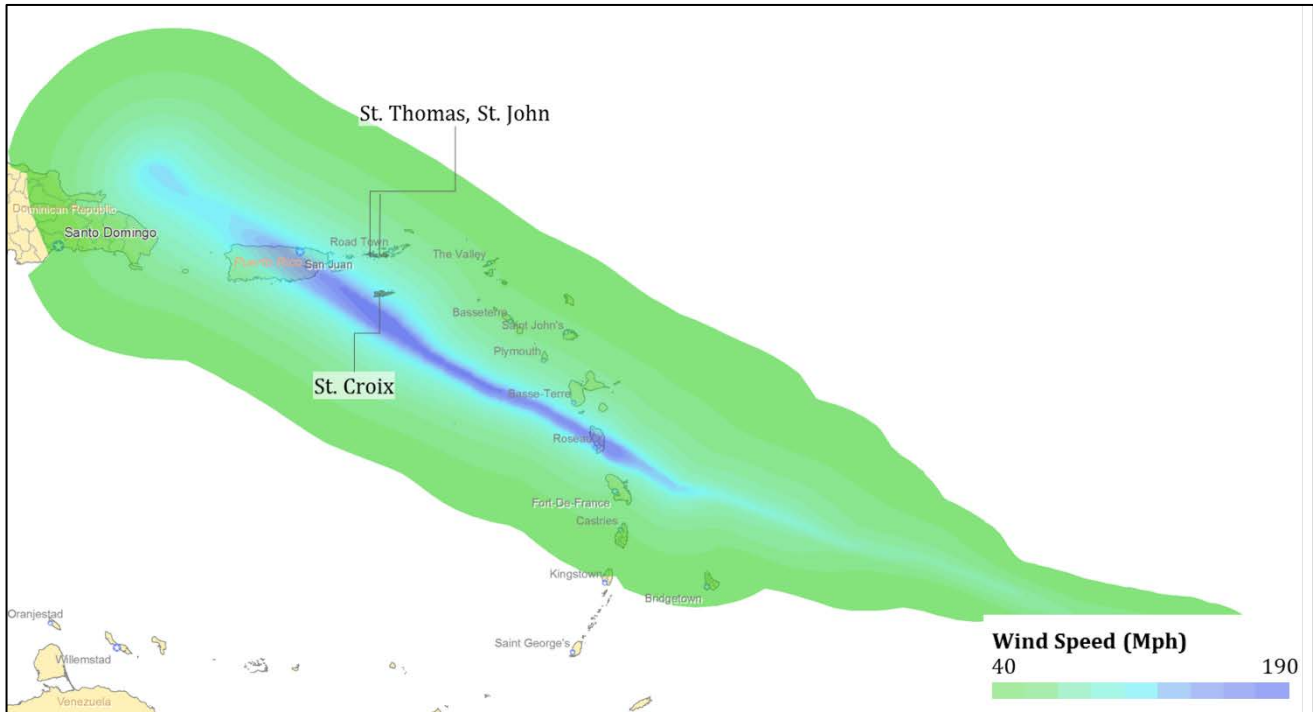 St. Thomas, St. John
Dominican Republic
Santo Domingo
Road Town
The Valley
Puerto Rico
San Juan
Basseterre
Saint John's
Plymouth
St. Croix
Basse-Terre
Roseau
Fort-De-France
Castries
Kingstown
Bridgetown
Oranjestad
Saint George's
Willemstad
Venezuela
Wind Speed (Mph)
40 190